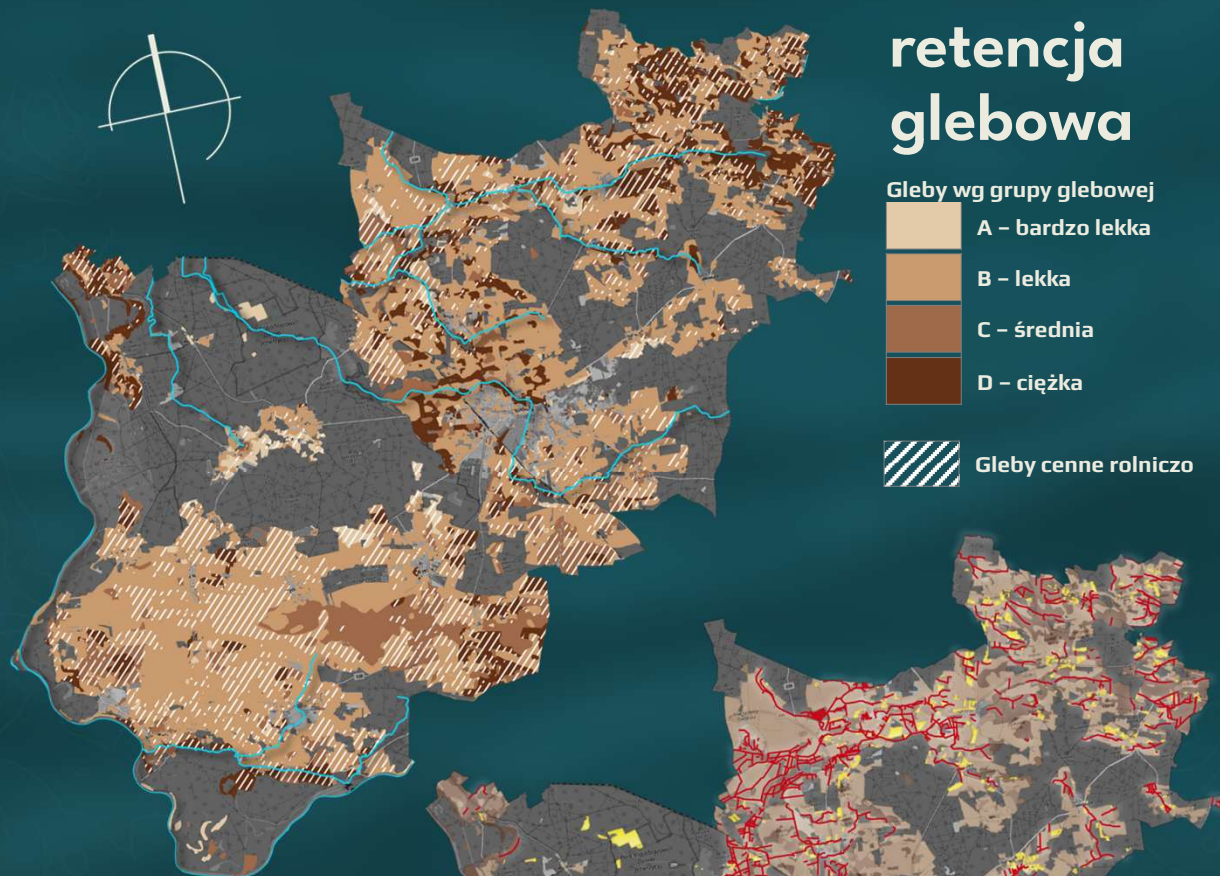 retencja
glebowa
Gleby wg grupy glebowej
A – bardzo lekka
B – lekka
C – średnia
D – ciężka
Gleby cenne rolniczo